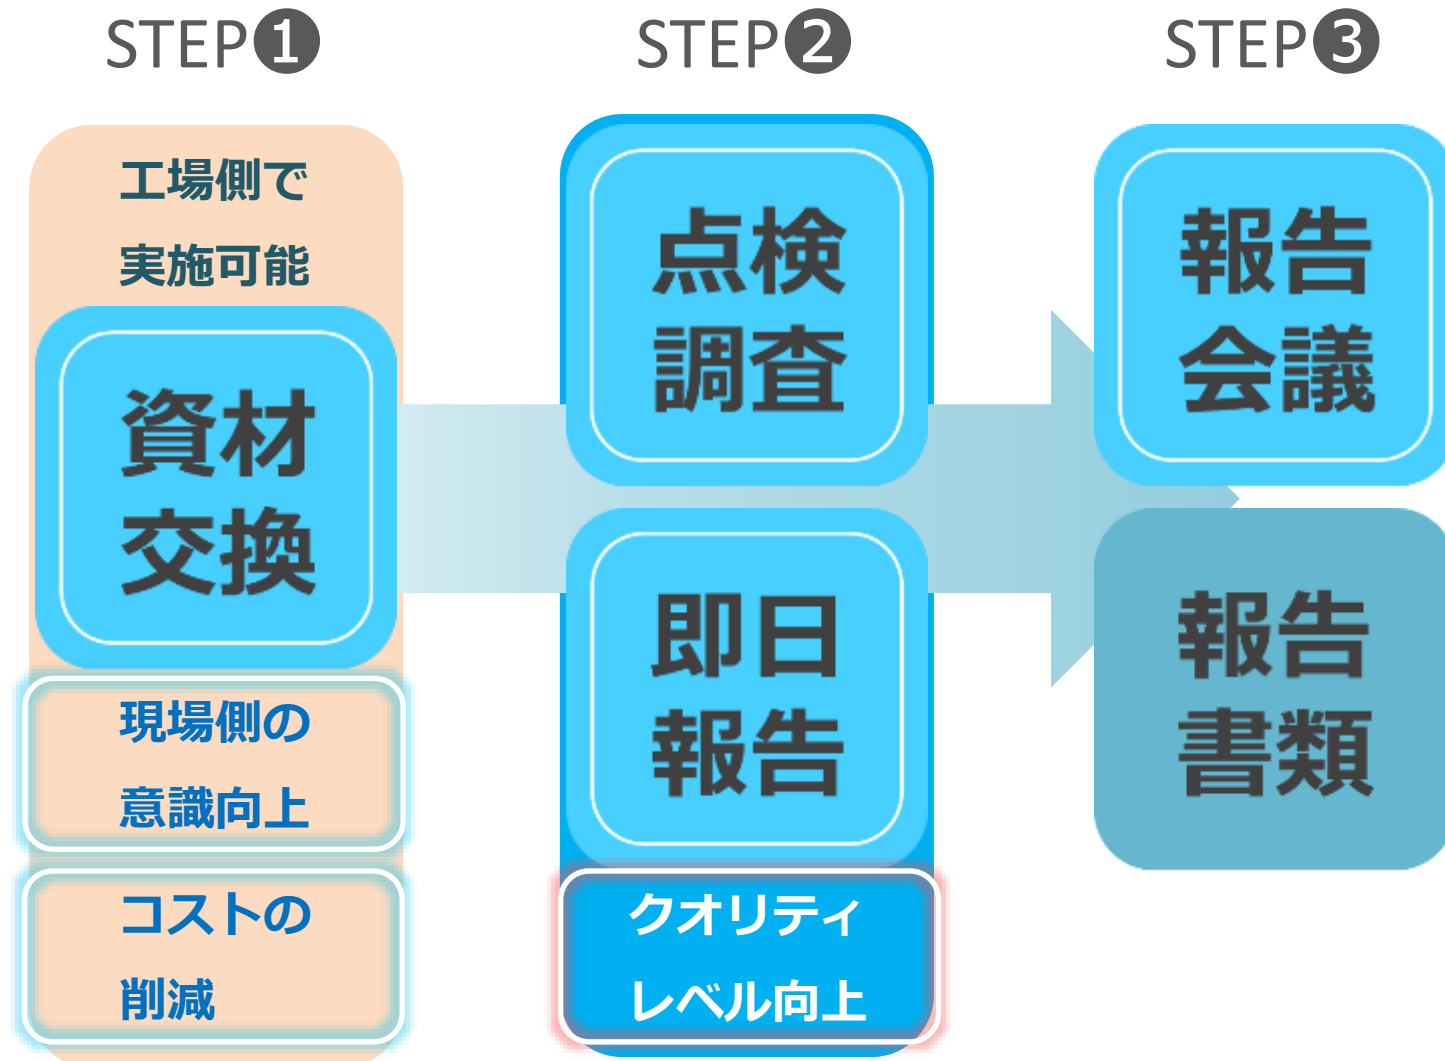 STEP❶
工場側で
実施可能
資材
交換
現場側の
意識向上
コストの
削減
STEP❷
点検
調査
即日
報告
クオリティ
レベル向上
STEP❸
報告
会議
報告
書類